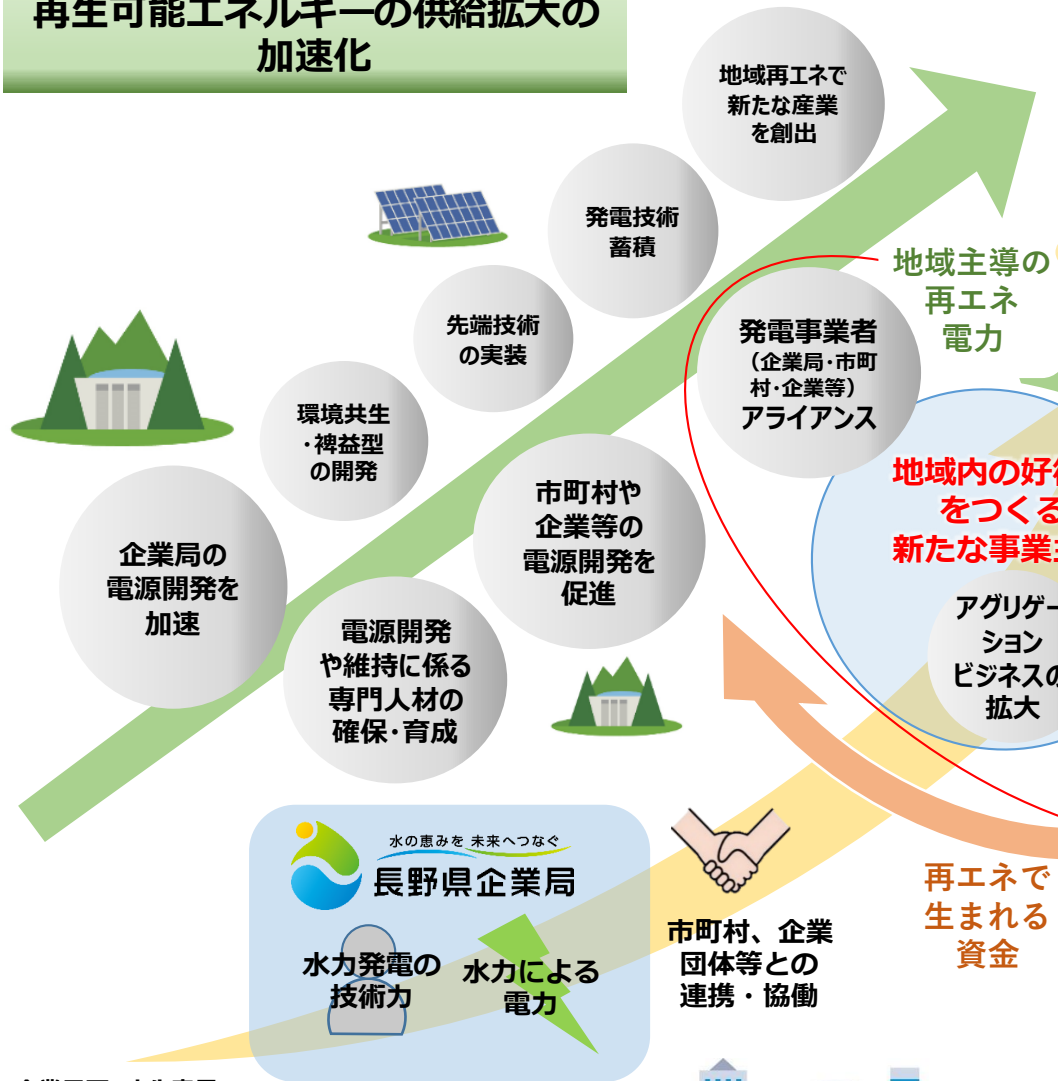 再生可能エネルギーの供給拡大の
加速化
地域再エネで
新たな産業
を創出
発電技術
蓄積
先端技術
の実装
環境共生
・裨益型
の開発
企業局の
電源開発を
加速
電源開発
や維持に係る
専門人材の
確保・育成
市町村や
企業等の
電源開発を
促進
発電事業者
（企業局・市町
村・企業等）
アライアンス
地域主導の
再エネ
電力
地域内の好
をつくる
新たな事業
アグリゲー
ション
ビジネスの
拡大
水の恵みを 未来へつなぐ
長野県企業局
水力発電の
技術力
水力による
電力
市町村、企業
団体等との
連携・協働
再エネで
生まれる
資金